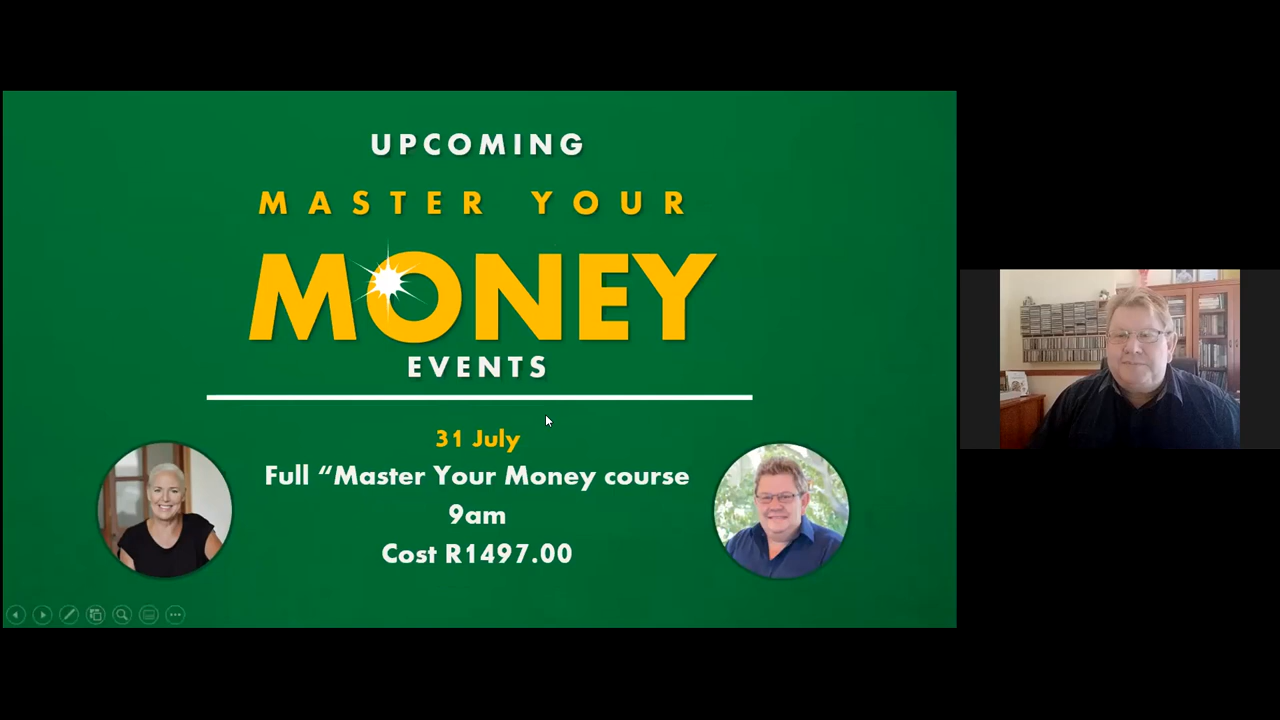 UPCOMING
MASTER YOUR
MONEY
EVENTS
31 July
Full “Master Your Money course
9am
Cost R1497.00